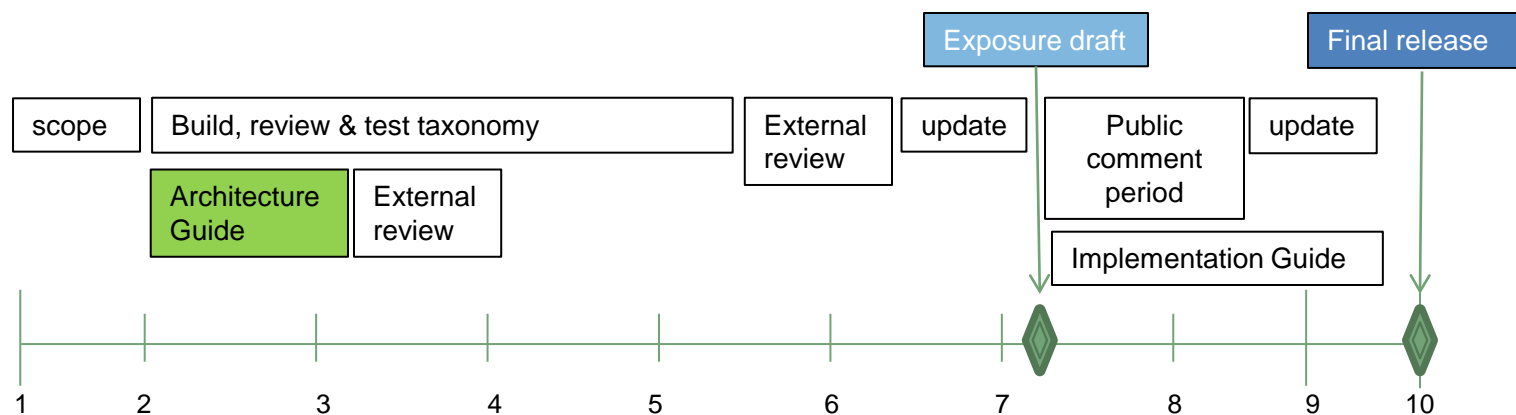 Exposure draft
Final release
scope
Build, review & test taxonomy
External
review
update
Public
comment
period
update
Architecture
Guide
External
review
Implementation Guide
1 2 3 4 5 6 7 8 9 10